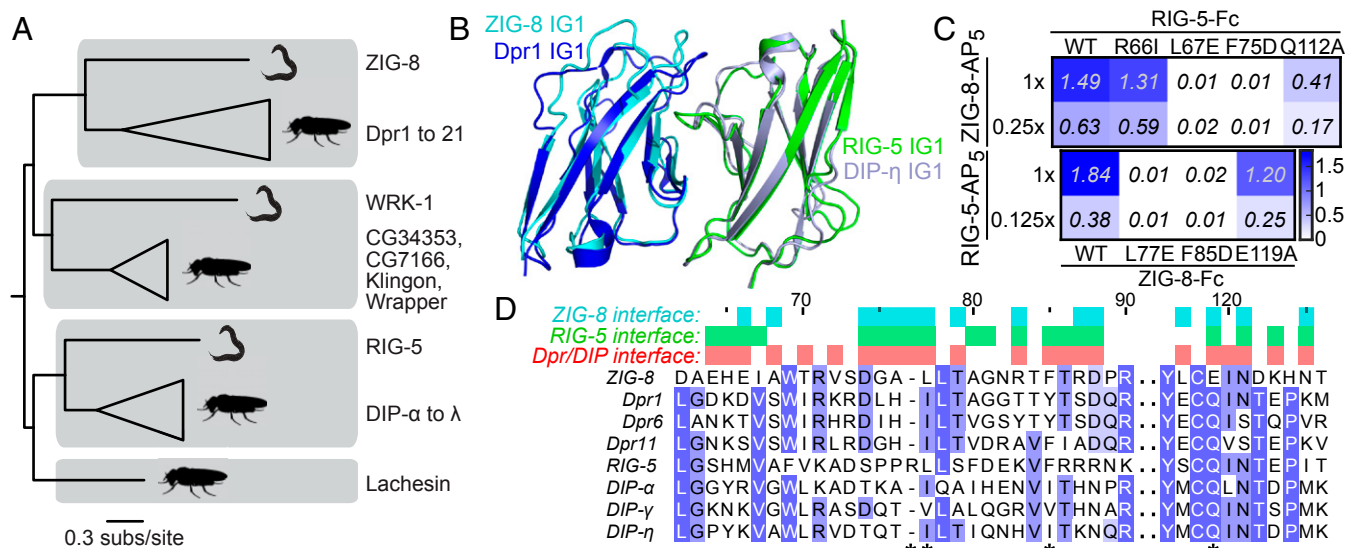 A
ZIG-8
Dpr1 to 21
WRK-1
CG34353,
CG7166,
Klingon,
Wrapper
RIG-5
DIP-α to λ
Lachesin
0.3 subs/site
B
ZIG-8 IG1
Dpr1 IG1
RIG-5 IG1
DIP-η IG1
C
RIG-5-Fc
WT R66I L67E F75D Q112A
ZIG-8-AP5
1x 1.49 1.31 0.01 0.01 0.41
0.25x 0.63 0.59 0.02 0.01 0.17
RIG-5-AP5
1x 1.84 0.01 0.02 1.20
0.125x 0.38 0.01 0.01 0.25
WT L77E F85D E119A
ZIG-8-Fc
1.5
1
0.5
0
D
70 80 90 120
ZIG-8 interface:
RIG-5 interface:
Dpr/DIP interface:
ZIG-8 DAEHEIAWTRVSDGA-LLTAGNRTFTRDPR..YLCEINDKHNT
Dpr1 LGDKDVSWIRKRDLH-ILTAGGTTYTSDQR..YECQINTEPKM
Dpr6 LANKTVSWIRHRDIH-ILTVGSYTYTSDQR..YECQISTQPVR
Dpr11 LGNKSVSWIRLRDGH-ILTVDRAVFIADQR..YECQVSTEPKV
RIG-5 LGSHMVAFVKADSPPRLLSFDEKVFRRRNK..YSCQINTEPIT
DIP-α LGGYRVGWLKADTKA-IQAIHENVITHNPR..YMCQLNTDPMK
DIP-γ LGKNKVGWLRASDQT-VLALQGRVVTHNAR..YMCQINTSPMK
DIP-η LGPYKVAWLRVDTQT-ILTIQNHVITKNQR..YMCQINTDPMK
* * * *